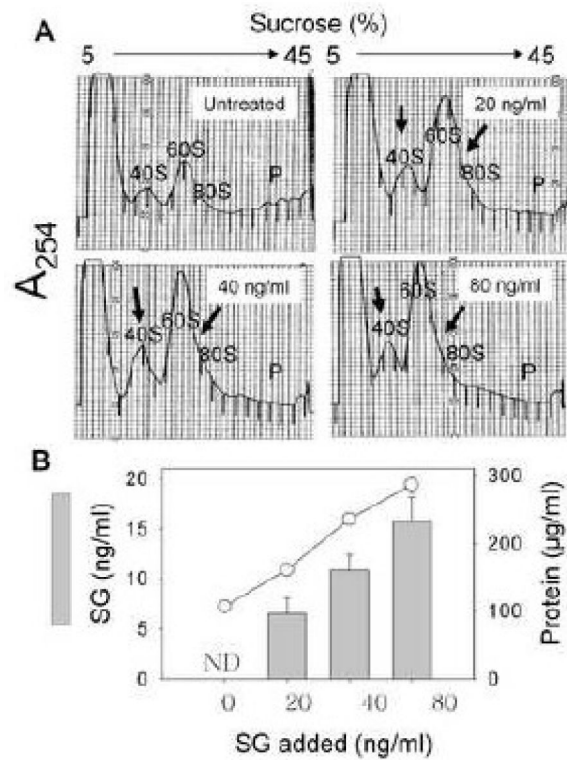 A
Sucrose (%)
5 45 5 45
Untreated
40S 60S 80S P
20 ng/ml
40S 60S 80S P
A254
40 ng/ml
40S 60S 80S P
80 ng/ml
40S 60S 80S P
B
20 15 10 5 0
SG (ng/ml)
300 200 100 0
Protein (µg/ml)
ND
0 20 40 80
SG added (ng/ml)